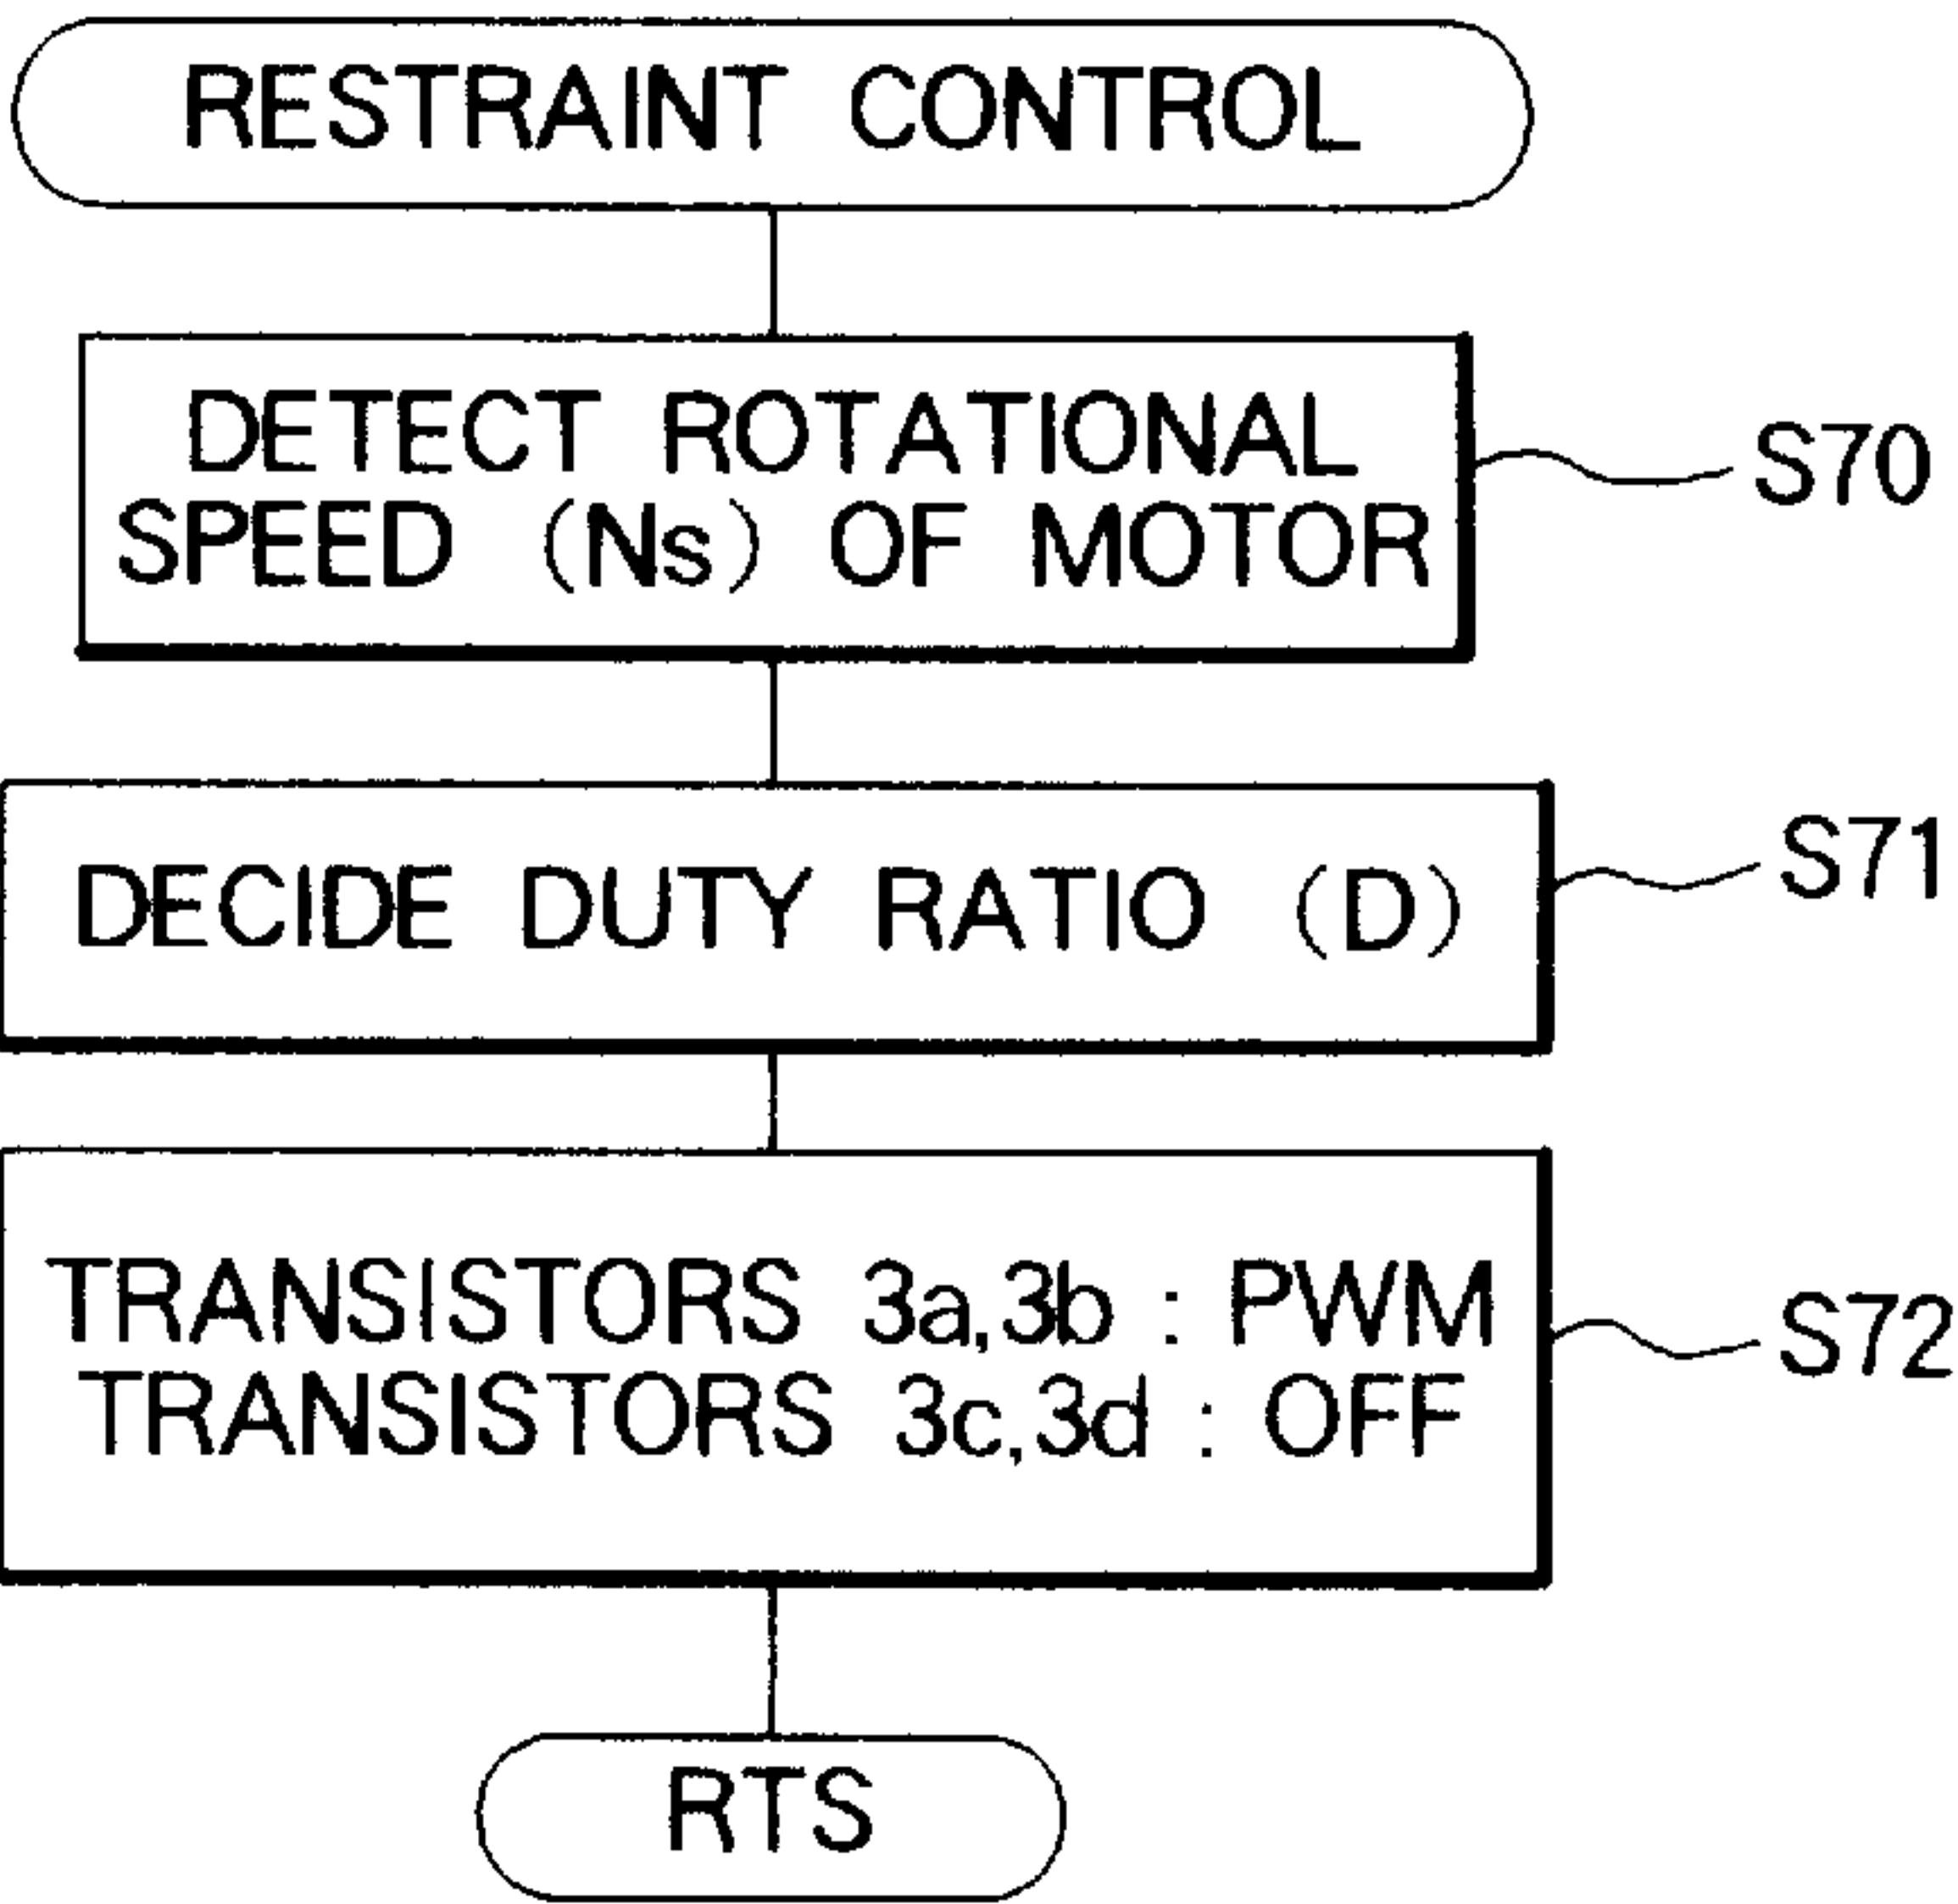 RESTRAINT CONTROL
DETECT ROTATIONAL
SPEED (Ns) OF MOTOR
S70
DECIDE DUTY RATIO (D)
S71
TRANSISTORS 3a,3b : PWM
TRANSISTORS 3c,3d : OFF
S72
RTS